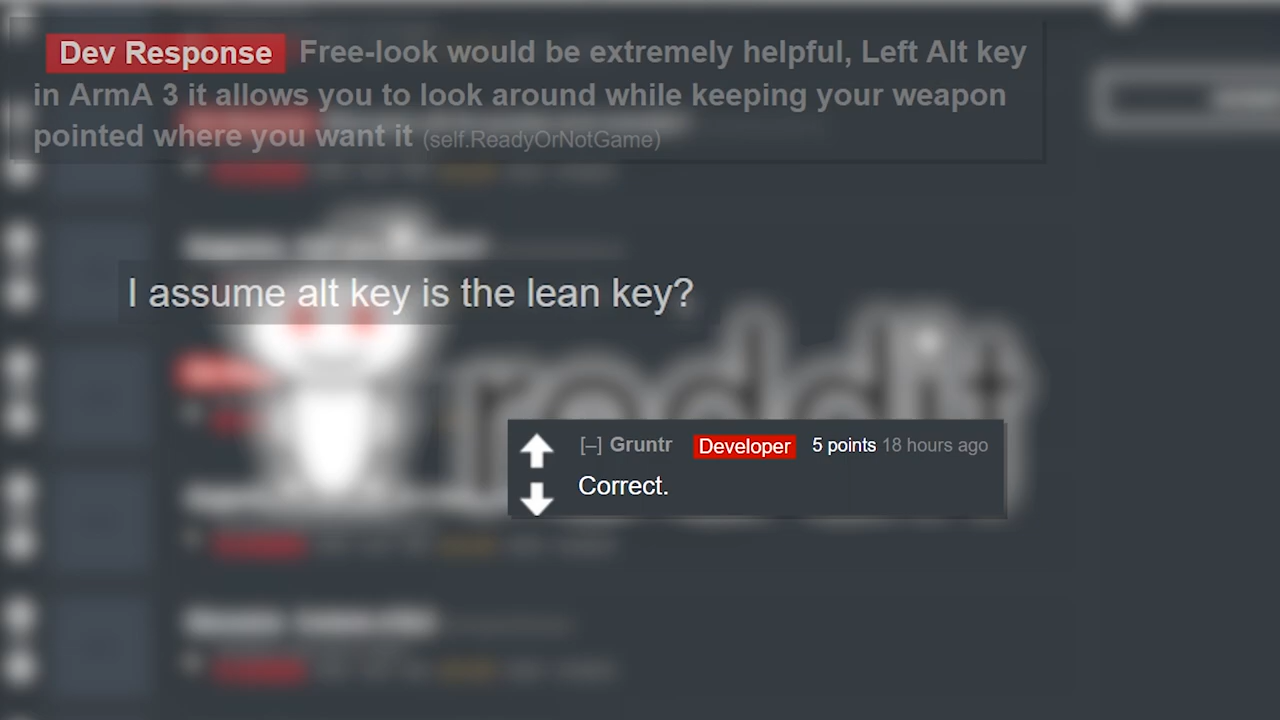 Dev Response Free-look would be extremely helpful, Left Alt key
in ArmA 3 it allows you to look around while keeping your weapon
pointed where you want it (self.ReadyOrNotGame)
I assume alt key is the lean key?
reddit
[–] Gruntr Developer 5 points 18 hours ago
Correct.